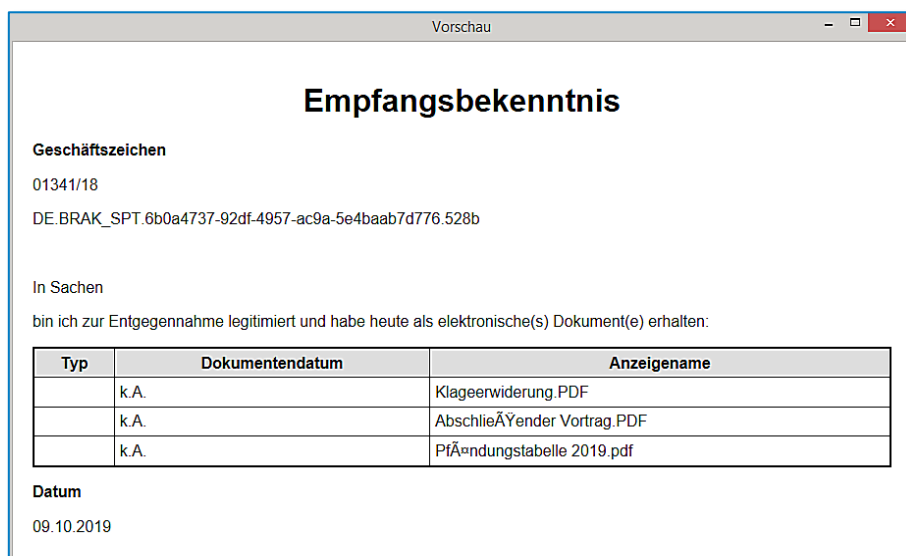 Vorschau
Empfangsbekenntnis
Geschäftszeichen
01341/18
DE.BRAK_SPT.6b0a4737-92df-4957-ac9a-5e4baab7d776.528b
In Sachen
bin ich zur Entgegennahme legitimiert und habe heute als elektronische(s) Dokument(e) erhalten:
Typ Dokumentendatum Anzeigename
k.A. Klageerwiderung.PDF
k.A. AbschlieÃŸender Vortrag.PDF
k.A. PfÃ¤ndungstabelle 2019.pdf
Datum
09.10.2019